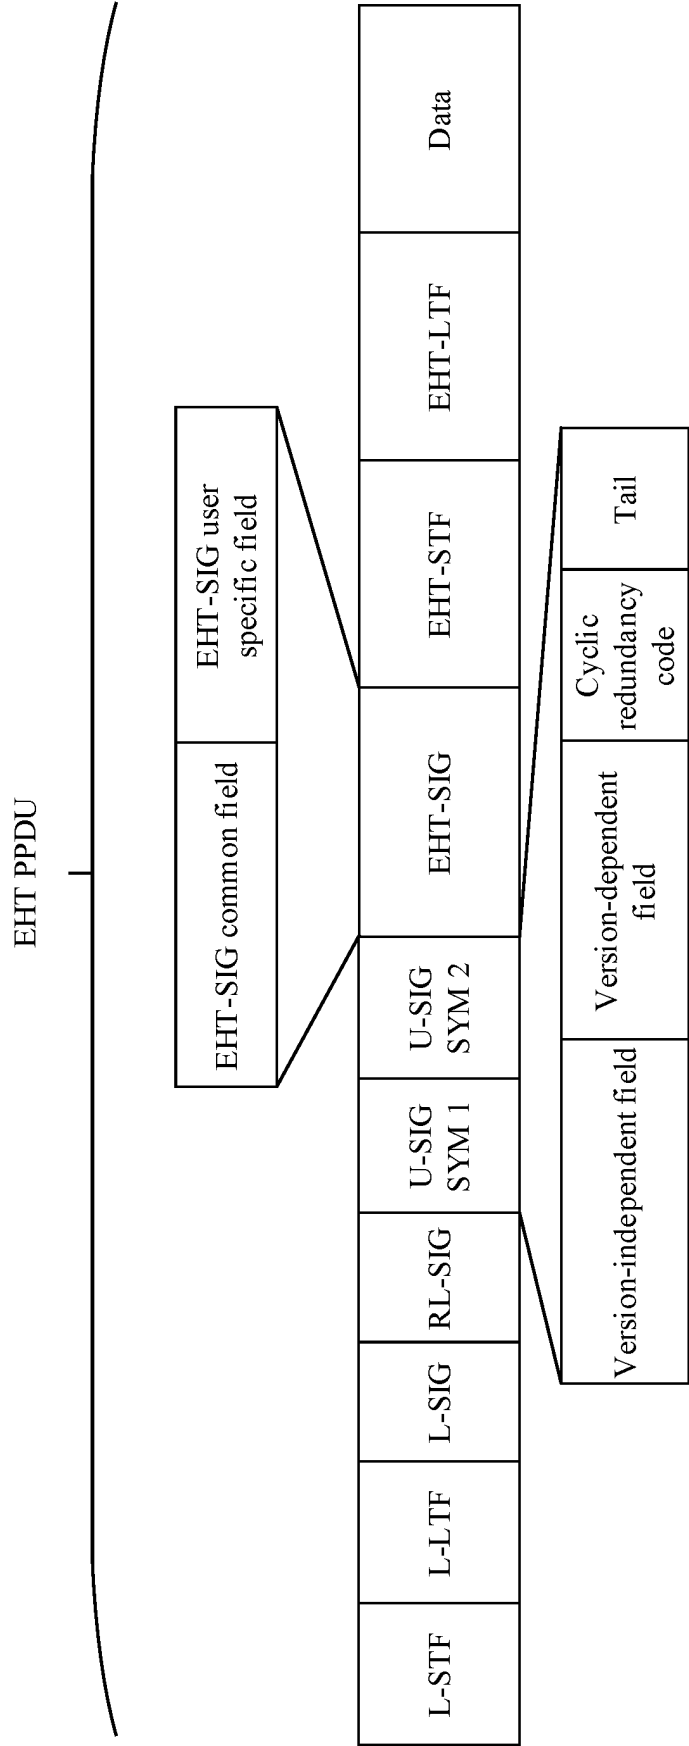 EHT PPDU
EHT-SIG common field
EHT-SIG user
specific field
L-STF
L-LTF
L-SIG
RL-SIG
U-SIG
SYM 1
U-SIG
SYM 2
EHT-SIG
EHT-STF
EHT-LTF
Data
Version-independent field
Version-dependent
field
Cyclic
redundancy
code
Tail